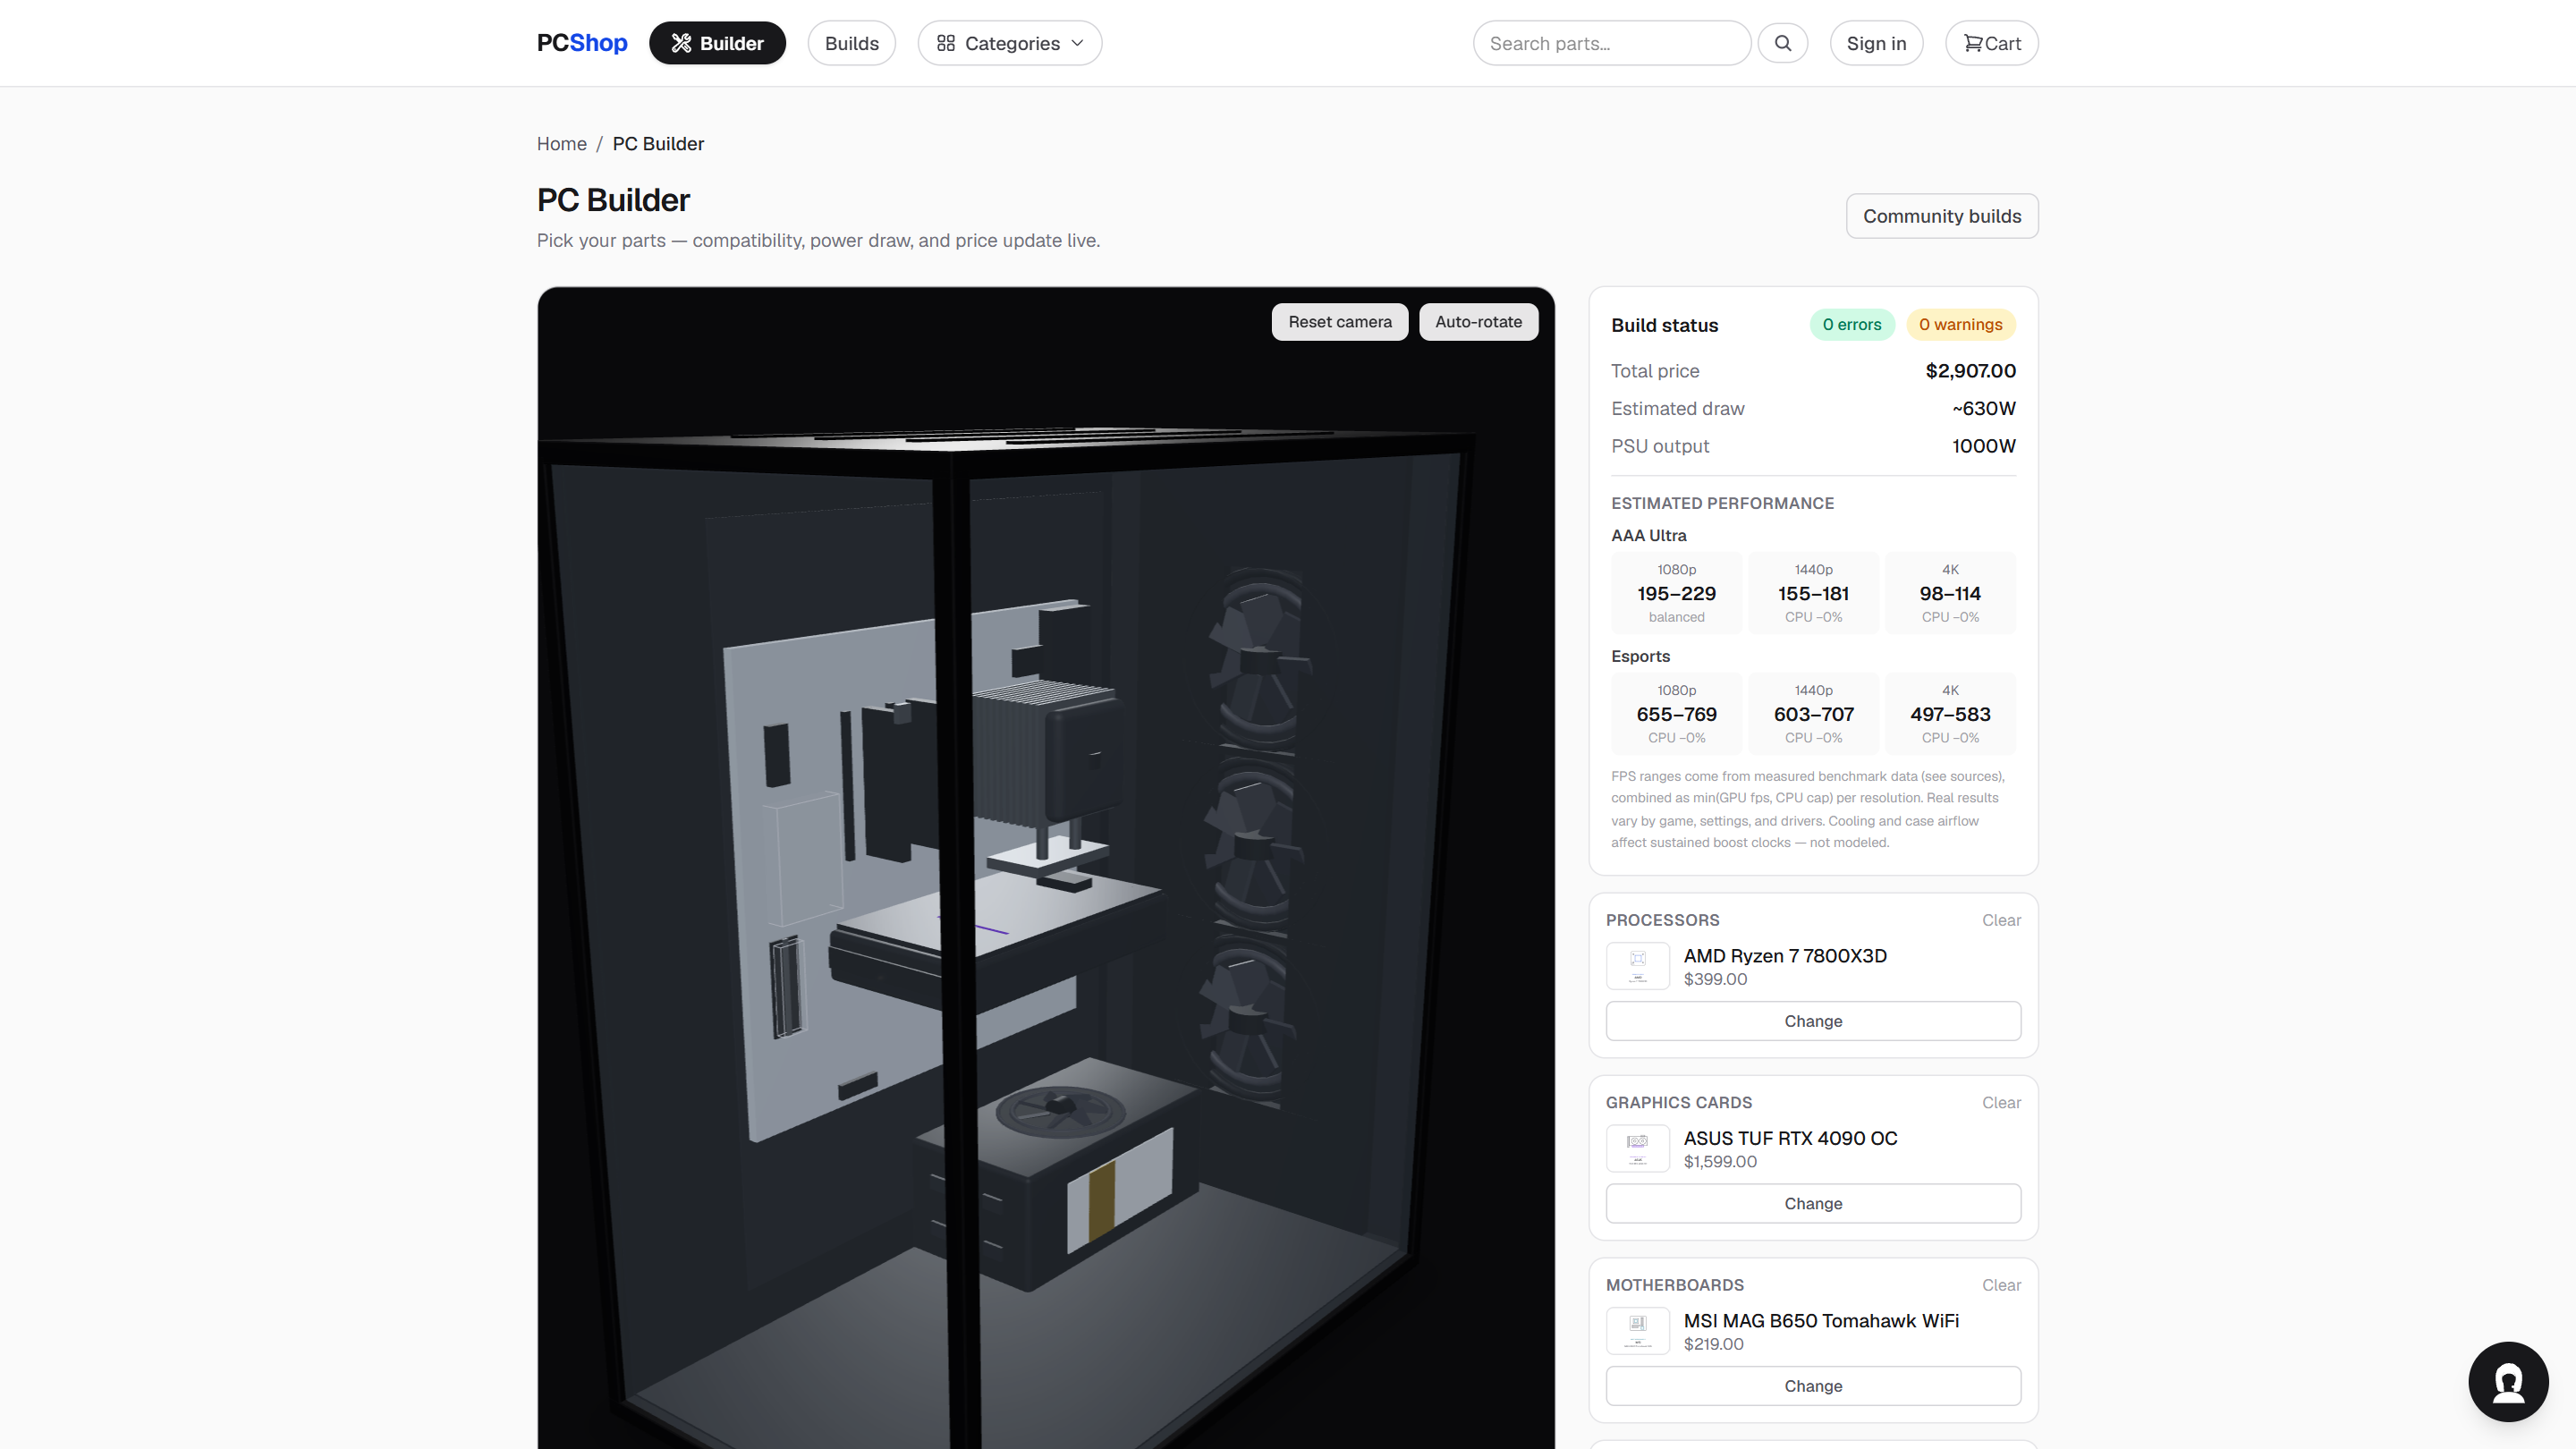 PCShop
Builder
Builds
Categories
Search parts...
Sign in
Cart
Home / PC Builder
PC Builder
Pick your parts — compatibility, power draw, and price update live.
Community builds
Reset camera
Auto-rotate
Build status
0 errors
0 warnings
Total price $2,907.00
Estimated draw ~630W
PSU output 1000W
ESTIMATED PERFORMANCE
AAA Ultra
1080p 1440p 4K
195–229 155–181 98–114
balanced CPU −0% CPU −0%
Esports
1080p 1440p 4K
655–769 603–707 497–583
CPU −0% CPU −0% CPU −0%
FPS ranges come from measured benchmark data (see sources),
combined as min(GPU fps, CPU cap) per resolution. Real results
vary by game, settings, and drivers. Cooling and case airflow
affect sustained boost clocks — not modeled.
PROCESSORS Clear
AMD Ryzen 7 7800X3D
$399.00
Change
GRAPHICS CARDS Clear
ASUS TUF RTX 4090 OC
$1,599.00
Change
MOTHERBOARDS Clear
MSI MAG B650 Tomahawk WiFi
$219.00
Change